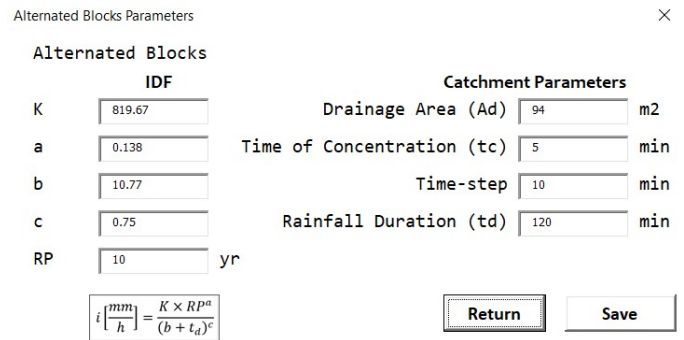 Alternated Blocks Parameters
Alternated Blocks
IDF Catchment Parameters
K 819.67 Drainage Area (Ad) 94 m2
a 0.138 Time of Concentration (tc) 5 min
b 10.77 Time-step 10 min
c 0.75 Rainfall Duration (td) 120 min
RP 10 yr
i[mm/h] = K × RP^a / (b + t_d)^c Return Save